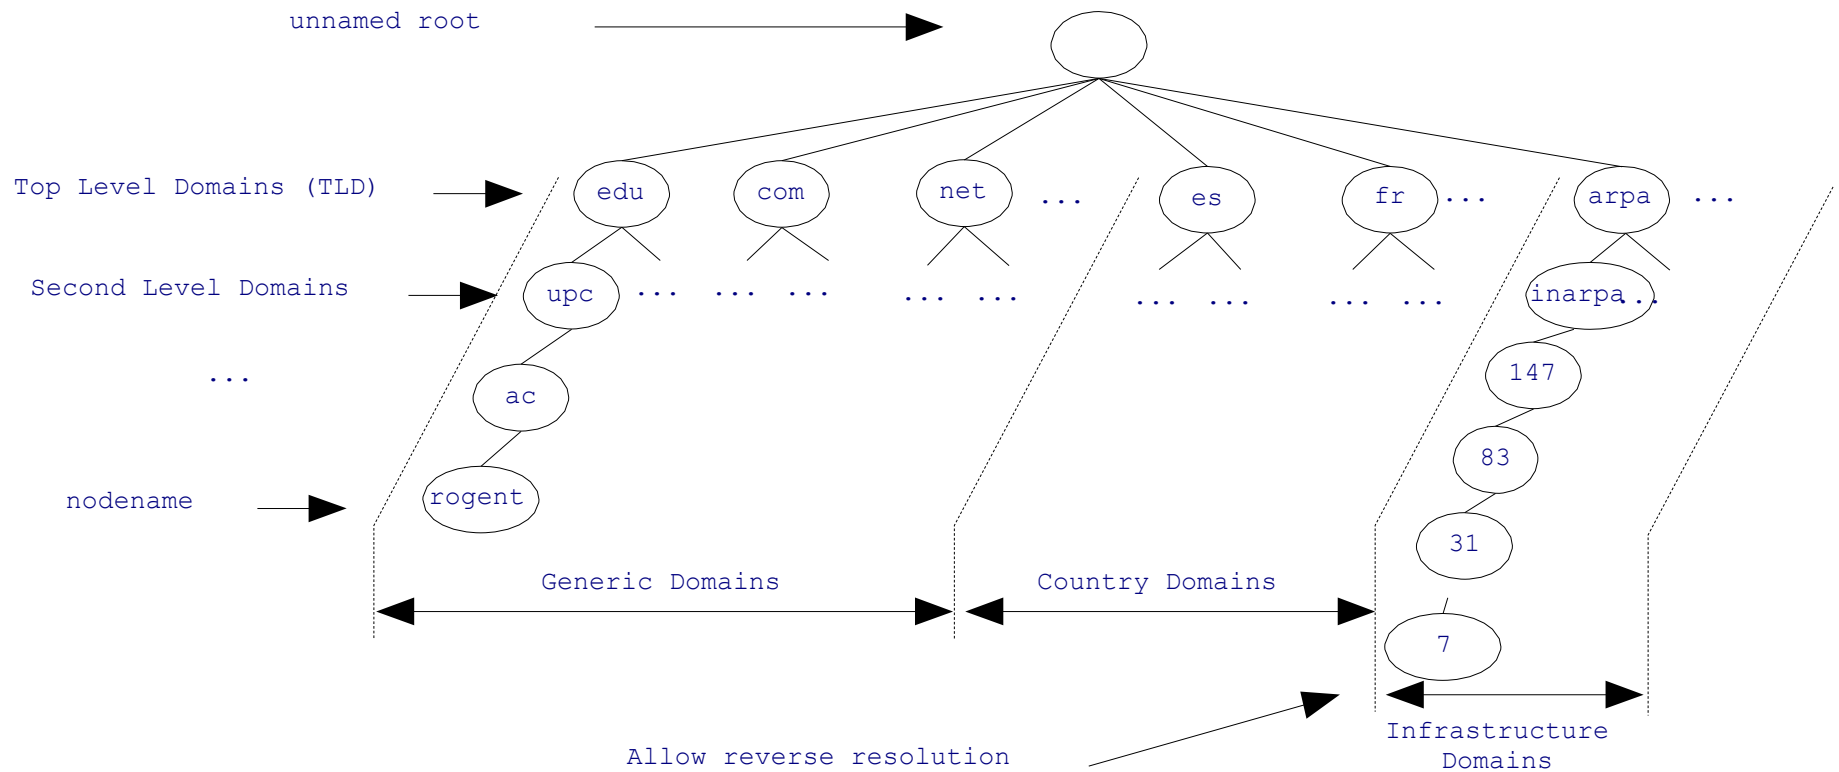 unnamed root
Top Level Domains (TLD)
edu
com
net
...
es
fr
...
arpa
...
Second Level Domains
upc
...
...
...
...
...
...
...
...
...
inarpa
...
...
ac
147
83
nodename
rogent
31
Generic Domains
Country Domains
7
Allow reverse resolution
Infrastructure
Domains